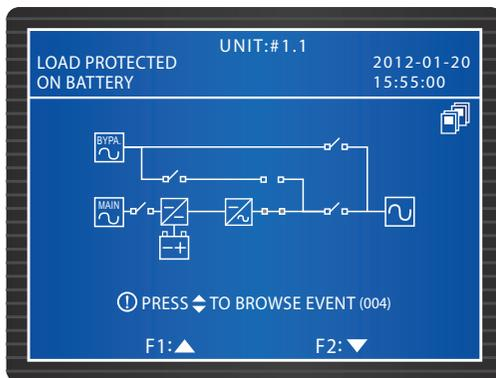 UNIT:#1.1
LOAD PROTECTED
2012-01-20
ON BATTERY
15:55:00
BYPA.
MAIN
PRESS TO BROWSE EVENT (004)
F1:
F2: